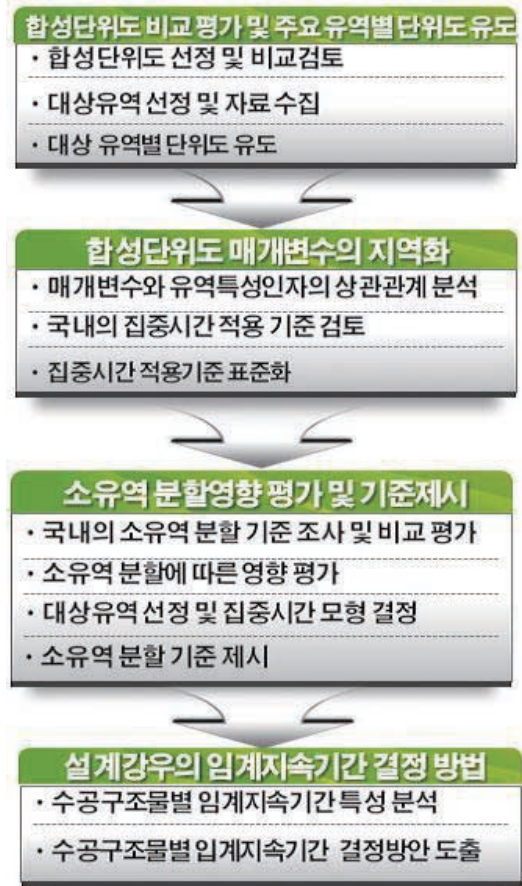 합성단위도 비교 평가 및 주요 유역별 단위도 유도
· 합성단위도 선정 및 비교검토
· 대상유역 선정 및 자료 수집
· 대상 유역별 단위도 유도
합성단위도 매개변수의 지역화
· 매개변수와 유역특성인자의 상관관계 분석
· 국내의 집중시간 적용 기준 검토
· 집중시간 적용기준 표준화
소유역 분할영향 평가 및 기준제시
· 국내의 소유역 분할 기준 조사 및 비교 평가
· 소유역 분할에 따른 영향 평가
· 대상유역 선정 및 집중시간 모형 결정
· 소유역 분할 기준 제시
설계강우의 임계지속기간 결정 방법
· 수공구조물별 임계지속기간 특성 분석
· 수공구조물별 입계지속기간 결정방안 도출